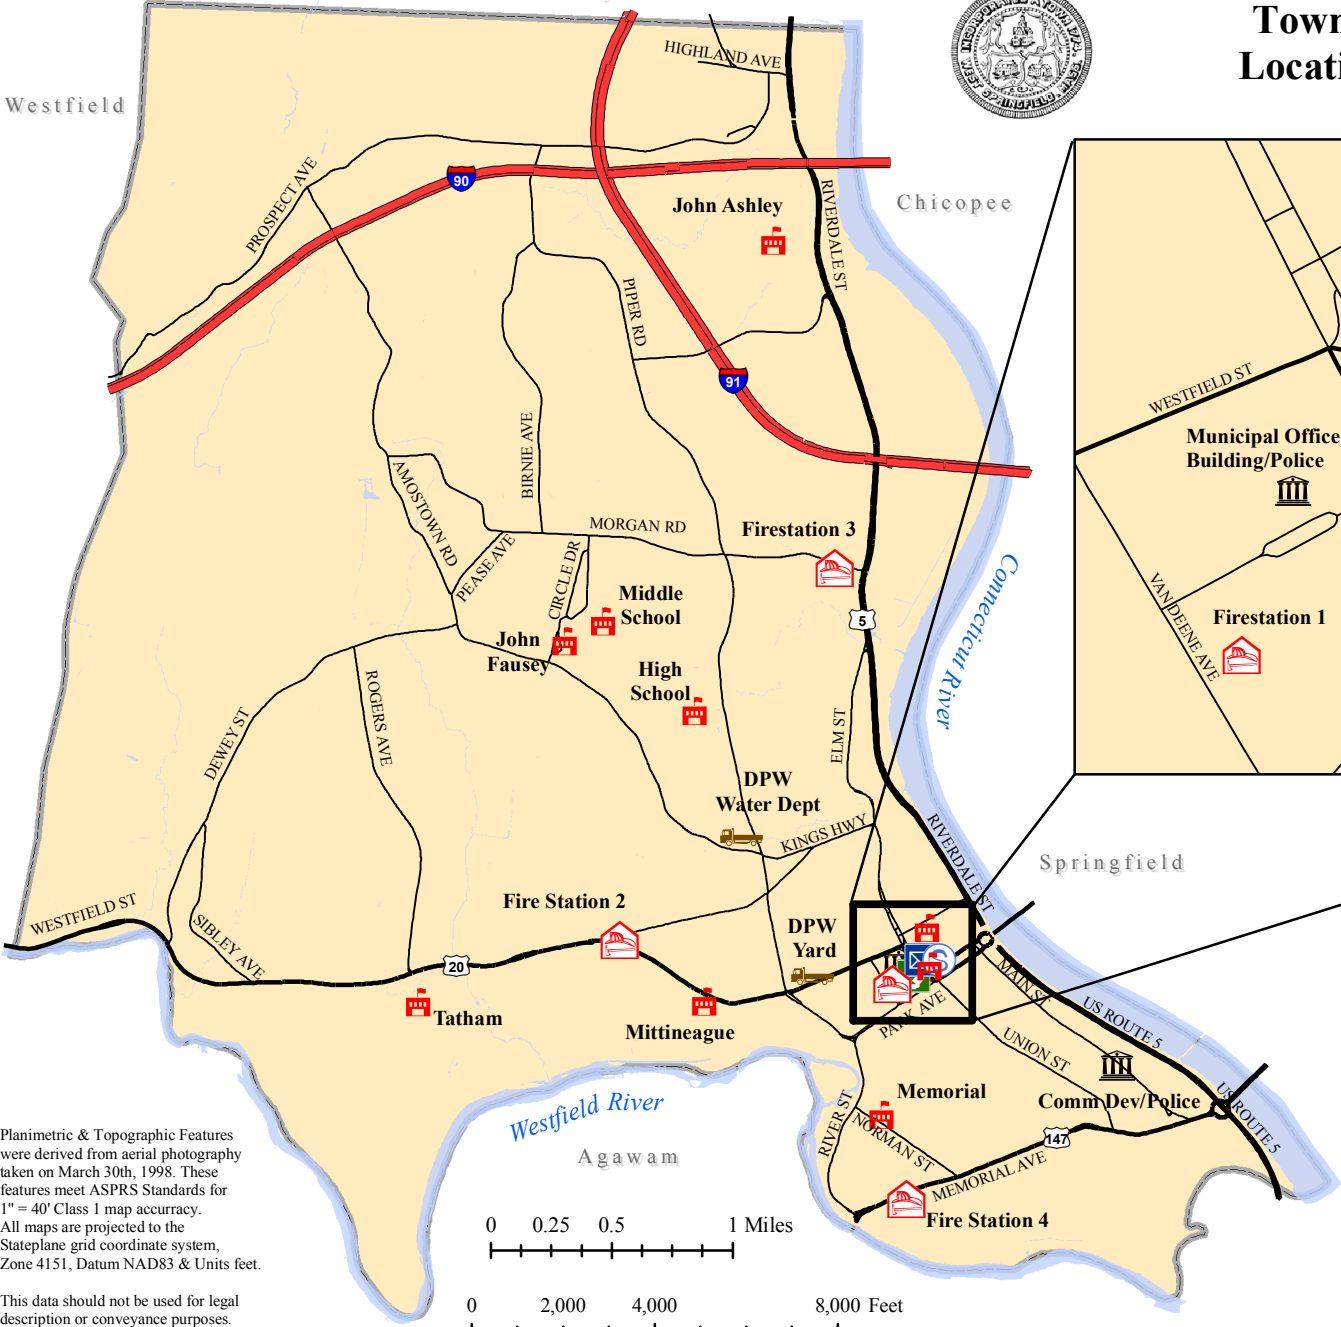 Town
Locati
INCORPORATED A TOWN 1774.
WEST SPRINGFIELD, MASS.
Westfield
HIGHLAND AVE
PROSPECT AVE
90
John Ashley
RIVERDALE ST
Chicopee
PIPER RD
91
WESTFIELD ST
Municipal Office
Building/Police
VAN DEENE AVE
Firestation 1
BIRNIE AVE
AMOSTOWN RD
PEASE AVE
MORGAN RD
CIRCLE DR
Firestation 3
Middle
School
John
Fausey
High
School
5
Connecticut River
ROGERS AVE
DEWEY ST
ELM ST
DPW
Water Dept
KINGS HWY
RIVERDALE ST
Springfield
WESTFIELD ST
SIBLEY AVE
Fire Station 2
20
DPW
Yard
S
Tatham
Mittineague
PARK AVE
MAIN ST
US ROUTE 5
UNION ST
Comm Dev/Police
US ROUTE 5
Memorial
RIVER ST
NORMAN ST
147
MEMORIAL AVE
Fire Station 4
Westfield River
Agawam
Planimetric & Topographic Features
were derived from aerial photography
taken on March 30th, 1998. These
features meet ASPRS Standards for
1" = 40' Class 1 map accurracy.
All maps are projected to the
Stateplane grid coordinate system,
Zone 4151, Datum NAD83 & Units feet.
This data should not be used for legal
description or conveyance purposes.
0 0.25 0.5 1 Miles
0 2,000 4,000 8,000 Feet